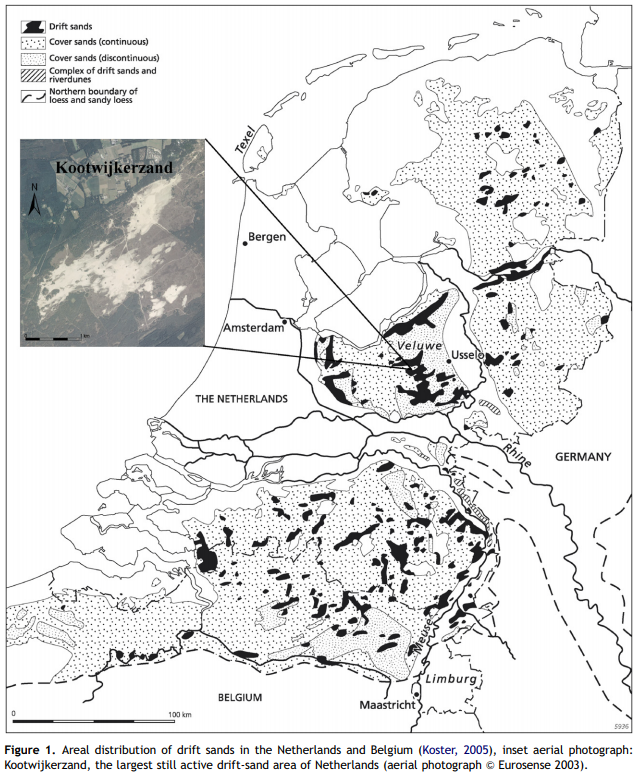 Drift sands
Cover sands (continuous)
Cover sands (discontinuous)
Complex of drift sands and
riverdunes
Northern boundary of
loess and sandy loess
Texel
Kootwijkerzand
N
Bergen
Amsterdam
Veluwe
Usselo
THE NETHERLANDS
Rhine
GERMANY
Meuse
Limburg
BELGIUM
Maastricht
0 100 km
5936
Figure 1. Areal distribution of drift sands in the Netherlands and Belgium (Koster, 2005), inset aerial photograph:
Kootwijkerzand, the largest still active drift-sand area of Netherlands (aerial photograph © Eurosense 2003).